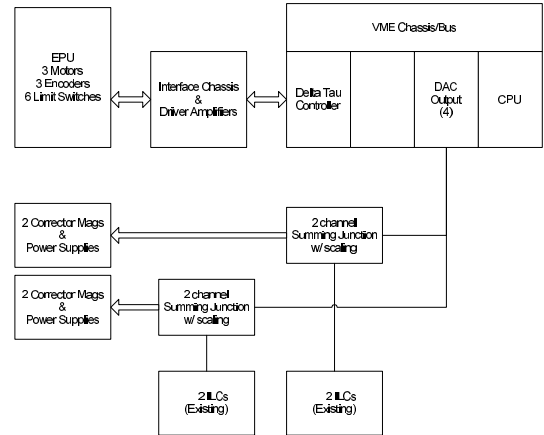 VME Chassis/Bus
EPU
3 Motors
3 Encoders
6 Limit Switches
Interface Chassis
&
Driver Amplifiers
Delta Tau
Controller
DAC
Output
(4)
CPU
2 Corrector Mags
&
Power Supplies
2 channel
Summing Junction
w/ scaling
2 Corrector Mags
&
Power Supplies
2 channel
Summing Junction
w/ scaling
2 ILCs
(Existing)
2 ILCs
(Existing)